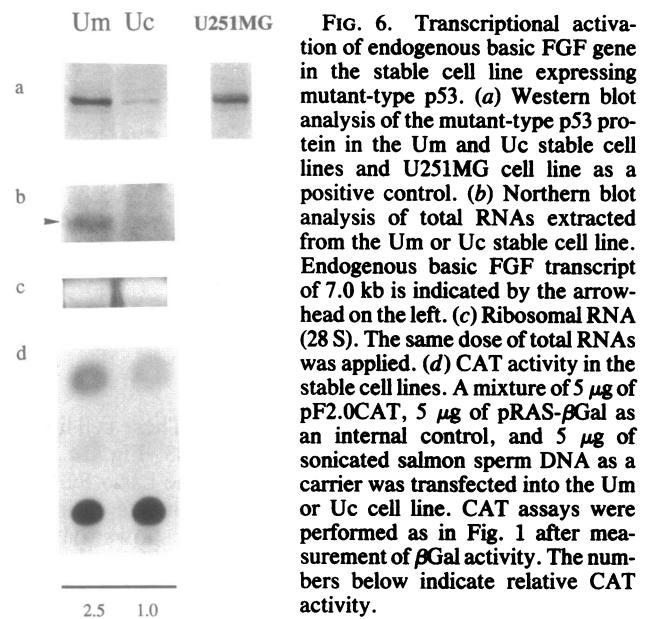 Um Uc U251MG
a
b
c
d
2.5 1.0
FIG. 6. Transcriptional activa-
tion of endogenous basic FGF gene
in the stable cell line expressing
mutant-type p53. (a) Western blot
analysis of the mutant-type p53 pro-
tein in the Um and Uc stable cell
lines and U251MG cell line as a
positive control. (b) Northern blot
analysis of total RNAs extracted
from the Um or Uc stable cell line.
Endogenous basic FGF transcript
of 7.0 kb is indicated by the arrow-
head on the left. (c) Ribosomal RNA
(28 S). The same dose of total RNAs
was applied. (d) CAT activity in the
stable cell lines. A mixture of 5 μg of
pF2.0CAT, 5 μg of pRAS-βGal as
an internal control, and 5 μg of
sonicated salmon sperm DNA as a
carrier was transfected into the Um
or Uc cell line. CAT assays were
performed as in Fig. 1 after mea-
surement of βGal activity. The num-
bers below indicate relative CAT
activity.